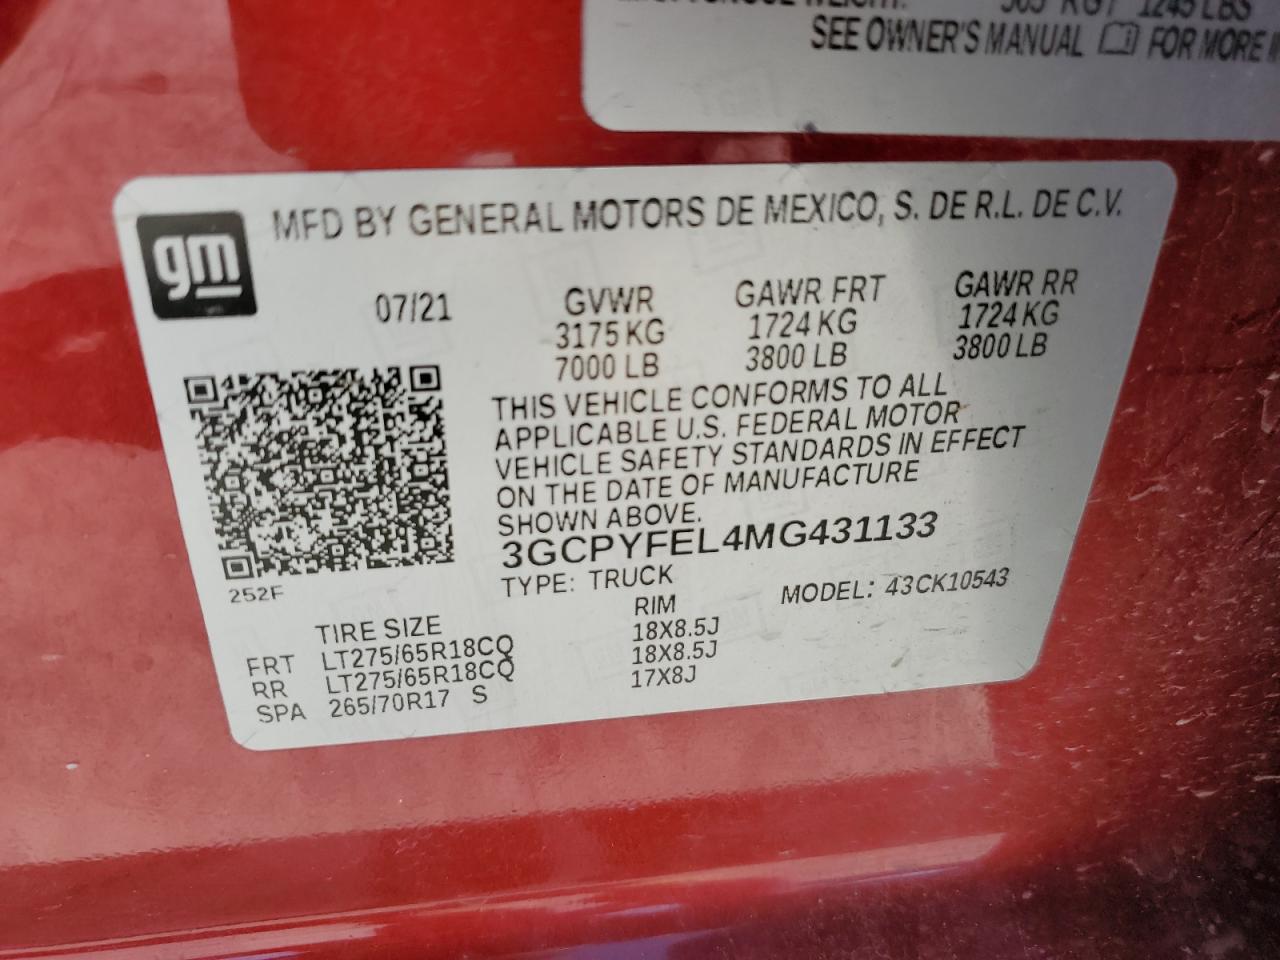 505 KG / 1245 LBS
SEE OWNER'S MANUAL FOR MORE
gm
MFD BY GENERAL MOTORS DE MEXICO, S. DE R.L. DE C.V.
07/21
GVWR GAWR FRT GAWR RR
3175 KG 1724 KG 1724 KG
7000 LB 3800 LB 3800 LB
THIS VEHICLE CONFORMS TO ALL
APPLICABLE U.S. FEDERAL MOTOR
VEHICLE SAFETY STANDARDS IN EFFECT
ON THE DATE OF MANUFACTURE
SHOWN ABOVE.
3GCPYFEL4MG431133
252F
TYPE: TRUCK MODEL: 43CK10543
TIRE SIZE RIM
FRT LT275/65R18CQ 18X8.5J
RR LT275/65R18CQ 18X8.5J
SPA 265/70R17 S 17X8J